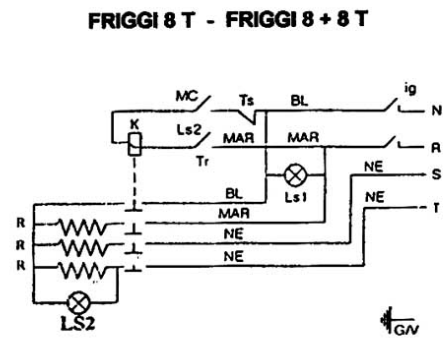 FRIGGI 8 T - FRIGGI 8 + 8 T
ig
MC Ts BL N
K
Ls2 MAR MAR R
Tr
NE S
Ls1
BL NE T
R MAR
R NE
R NE
LS2
G/V